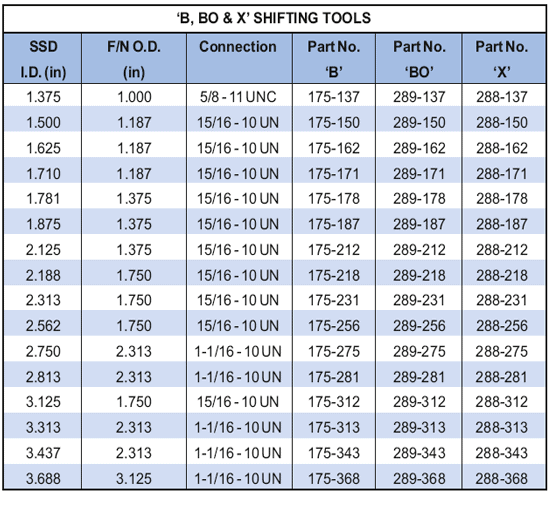 ‘B, BO & X’ SHIFTING TOOLS
SSD F/N O.D. Connection Part No. Part No. Part No.
I.D. (in) (in) ‘B’ ‘BO’ ‘X’
1.375 1.000 5/8 - 11 UNC 175-137 289-137 288-137
1.500 1.187 15/16 - 10 UN 175-150 289-150 288-150
1.625 1.187 15/16 - 10 UN 175-162 289-162 288-162
1.710 1.187 15/16 - 10 UN 175-171 289-171 288-171
1.781 1.375 15/16 - 10 UN 175-178 289-178 288-178
1.875 1.375 15/16 - 10 UN 175-187 289-187 288-187
2.125 1.375 15/16 - 10 UN 175-212 289-212 288-212
2.188 1.750 15/16 - 10 UN 175-218 289-218 288-218
2.313 1.750 15/16 - 10 UN 175-231 289-231 288-231
2.562 1.750 15/16 - 10 UN 175-256 289-256 288-256
2.750 2.313 1-1/16 - 10 UN 175-275 289-275 288-275
2.813 2.313 1-1/16 - 10 UN 175-281 289-281 288-281
3.125 1.750 15/16 - 10 UN 175-312 289-312 288-312
3.313 2.313 1-1/16 - 10 UN 175-313 289-313 288-313
3.437 2.313 1-1/16 - 10 UN 175-343 289-343 288-343
3.688 3.125 1-1/16 - 10 UN 175-368 289-368 288-368